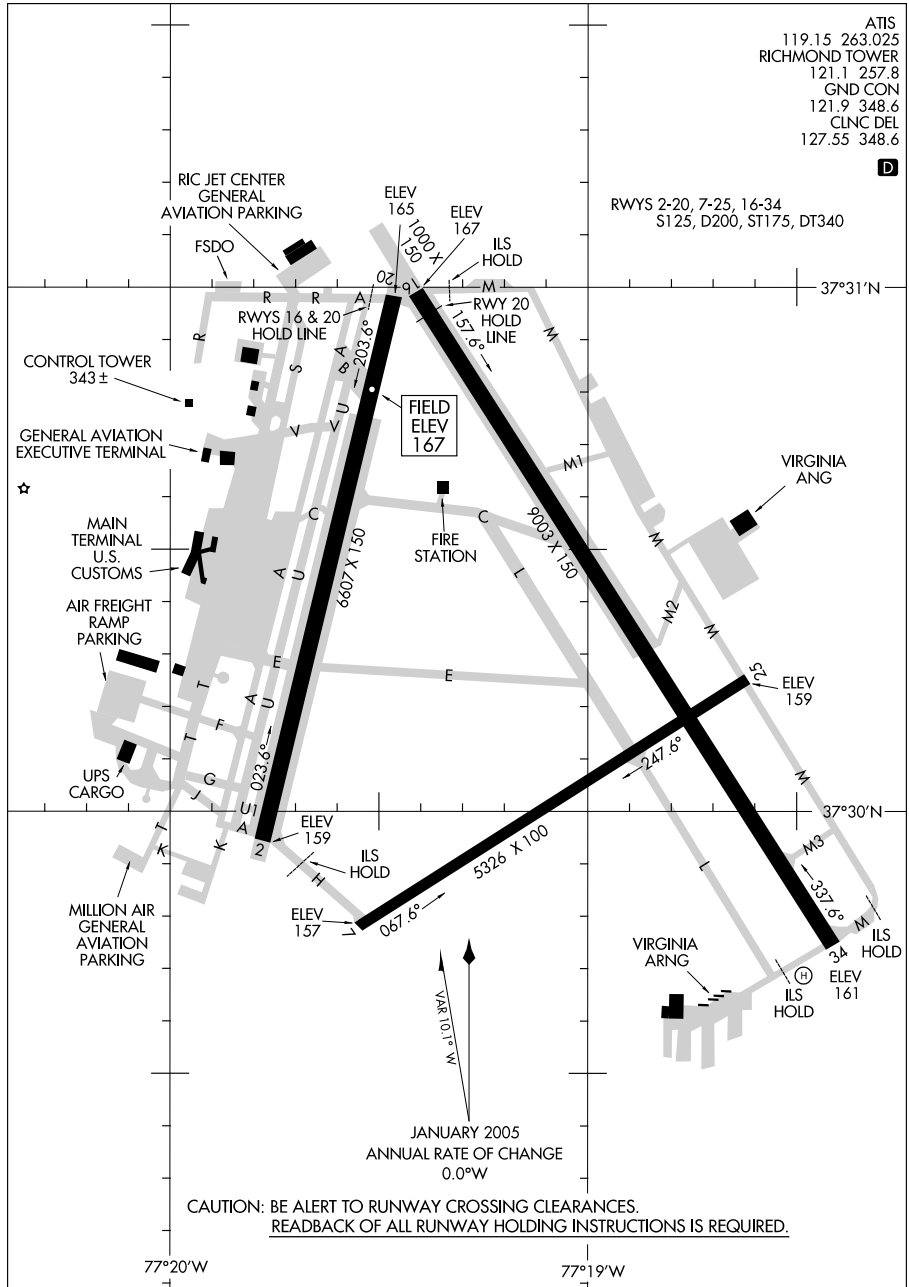 ATIS
119.15 263.025
RICHMOND TOWER
121.1 257.8
GND CON
121.9 348.6
CLNC DEL
127.55 348.6
D
RWYS 2-20, 7-25, 16-34
S125, D200, ST175, DT340
RIC JET CENTER
GENERAL
AVIATION PARKING
FSDO
ELEV
165
1000 X
150
ELEV
167
ILS
HOLD
20
16
R
R
A
M
37°31'N
RWYS 16 & 20
HOLD LINE
RWY 20
HOLD
LINE
R
S
A
B
203.6°
157.6°
M
M
CONTROL TOWER
343 ±
FIELD
ELEV
167
V
V
U
GENERAL AVIATION
EXECUTIVE TERMINAL
M1
VIRGINIA
ANG
C
C
FIRE
STATION
9003 X 150
MAIN
TERMINAL
U.S.
CUSTOMS
A
U
6607 X 150
L
M
AIR FREIGHT
RAMP
PARKING
M2
M
E
E
T
A
U
25
ELEV
159
F
T
023.6°
247.6°
UPS
CARGO
G
J
U1
M
37°30'N
T
K
K
A
2
ELEV
159
ILS
HOLD
H
5326 X 100
M3
L
MILLION AIR
GENERAL
AVIATION
PARKING
ELEV
157
7
067.6°
337.6°
M
ILS
HOLD
34
ELEV
161
VIRGINIA
ARNG
H
ILS
HOLD
VAR 10.1° W
JANUARY 2005
ANNUAL RATE OF CHANGE
0.0°W
CAUTION: BE ALERT TO RUNWAY CROSSING CLEARANCES.
READBACK OF ALL RUNWAY HOLDING INSTRUCTIONS IS REQUIRED.
77°20'W
77°19'W